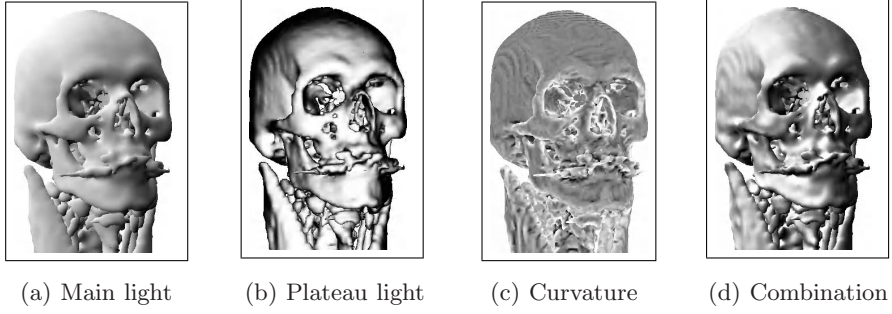 (a) Main light
(b) Plateau light
(c) Curvature
(d) Combination